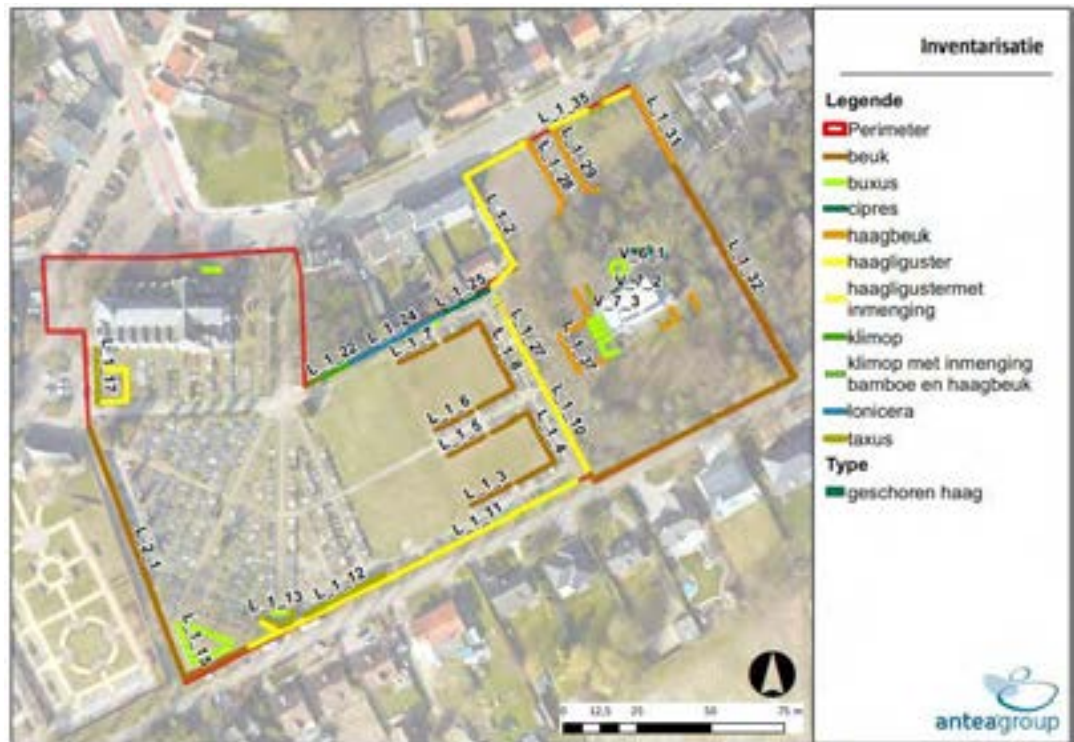 Inventarisatie
Legende
Perimeter
beuk
buxus
cipres
haagbeuk
haagliguster
haagligustermet
inmenging
klimop
klimop met inmenging
bamboe en haagbeuk
lonicera
taxus
Type
geschoren haag
anteagroup
L_1_35
L_1_31
L_1_29
L_1_28
L_1_2
L_1_32
L_1_25
L_1_24
L_1_22
L_1_7
L_1_8
L_1_27
V_7_3
L_1_37
L_1_17
L_1_6
L_1_5
L_1_4
L_1_10
L_1_3
L_1_11
L_1_12
L_1_13
L_1_15
L_2_1
0 12,5 25 50 75 m